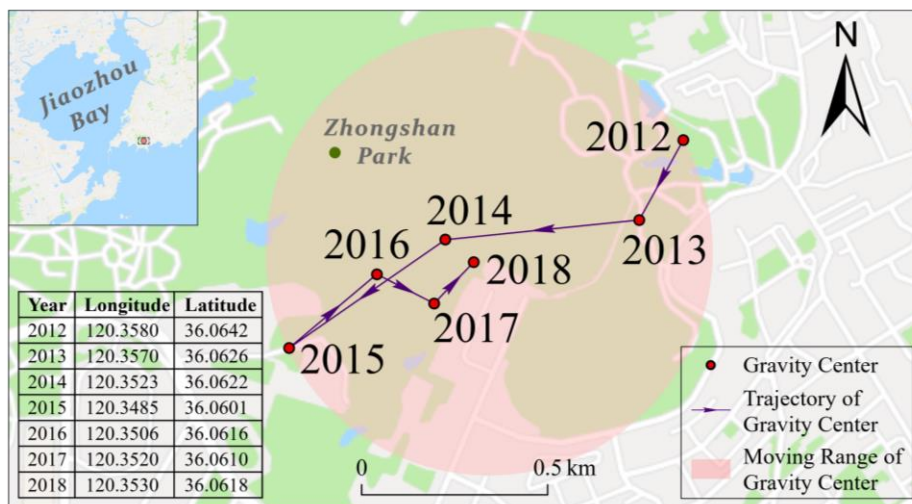 Jiaozhou
Bay
N
Zhongshan
Park
2012
2014
2013
2016
2018
2017
2015
Year Longitude Latitude
2012 120.3580 36.0642
2013 120.3570 36.0626
2014 120.3523 36.0622
2015 120.3485 36.0601
2016 120.3506 36.0616
2017 120.3520 36.0610
2018 120.3530 36.0618
0 0.5 km
Gravity Center
Trajectory of
Gravity Center
Moving Range of
Gravity Center